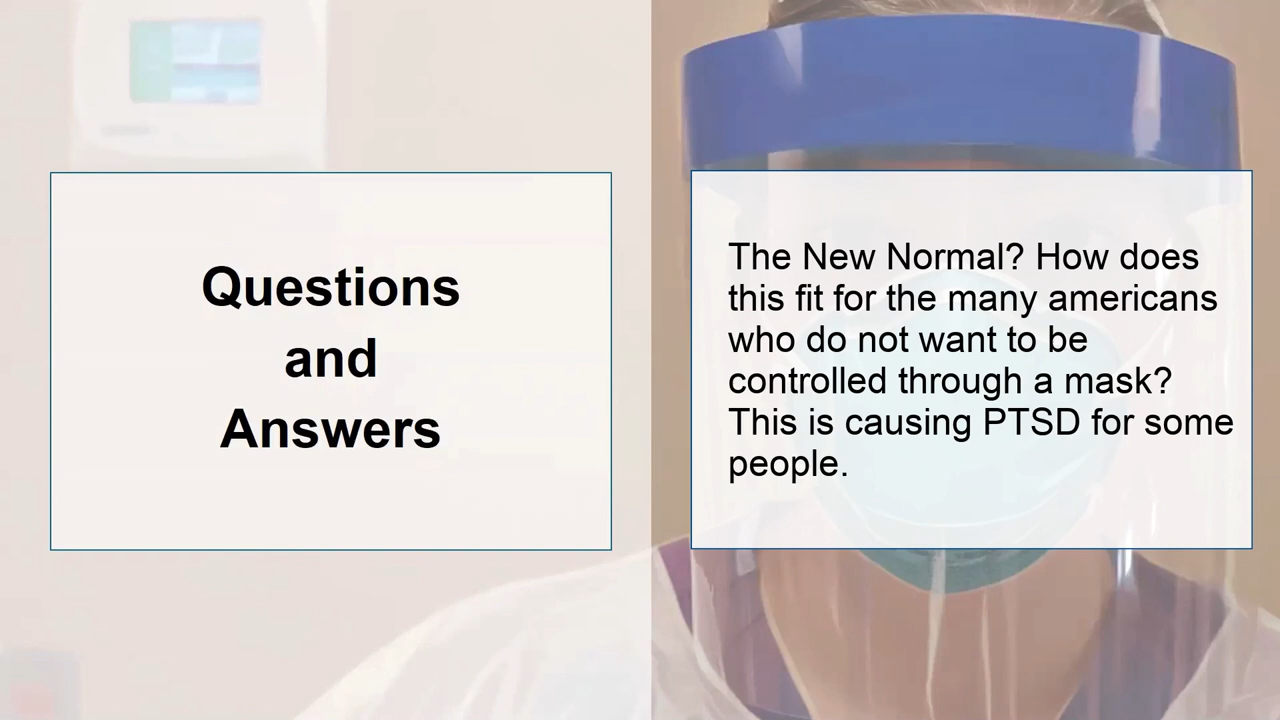 Questions
and
Answers
The New Normal? How does
this fit for the many americans
who do not want to be
controlled through a mask?
This is causing PTSD for some
people.